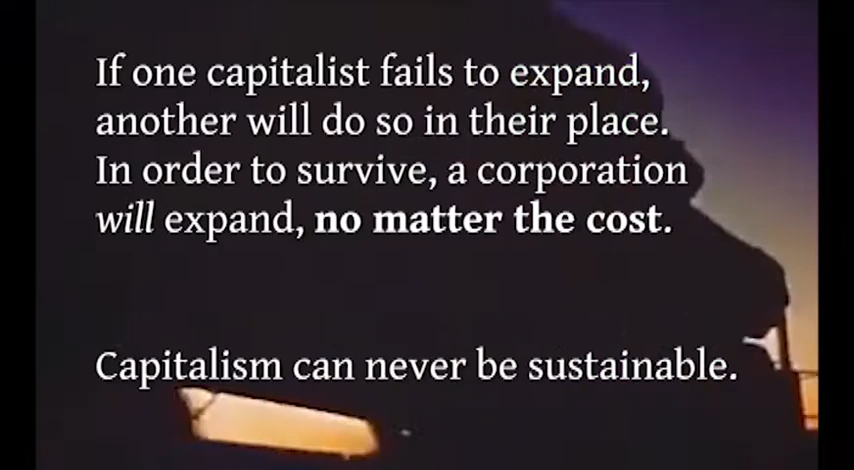 If one capitalist fails to expand,
another will do so in their place.
In order to survive, a corporation
will expand, no matter the cost.
Capitalism can never be sustainable.